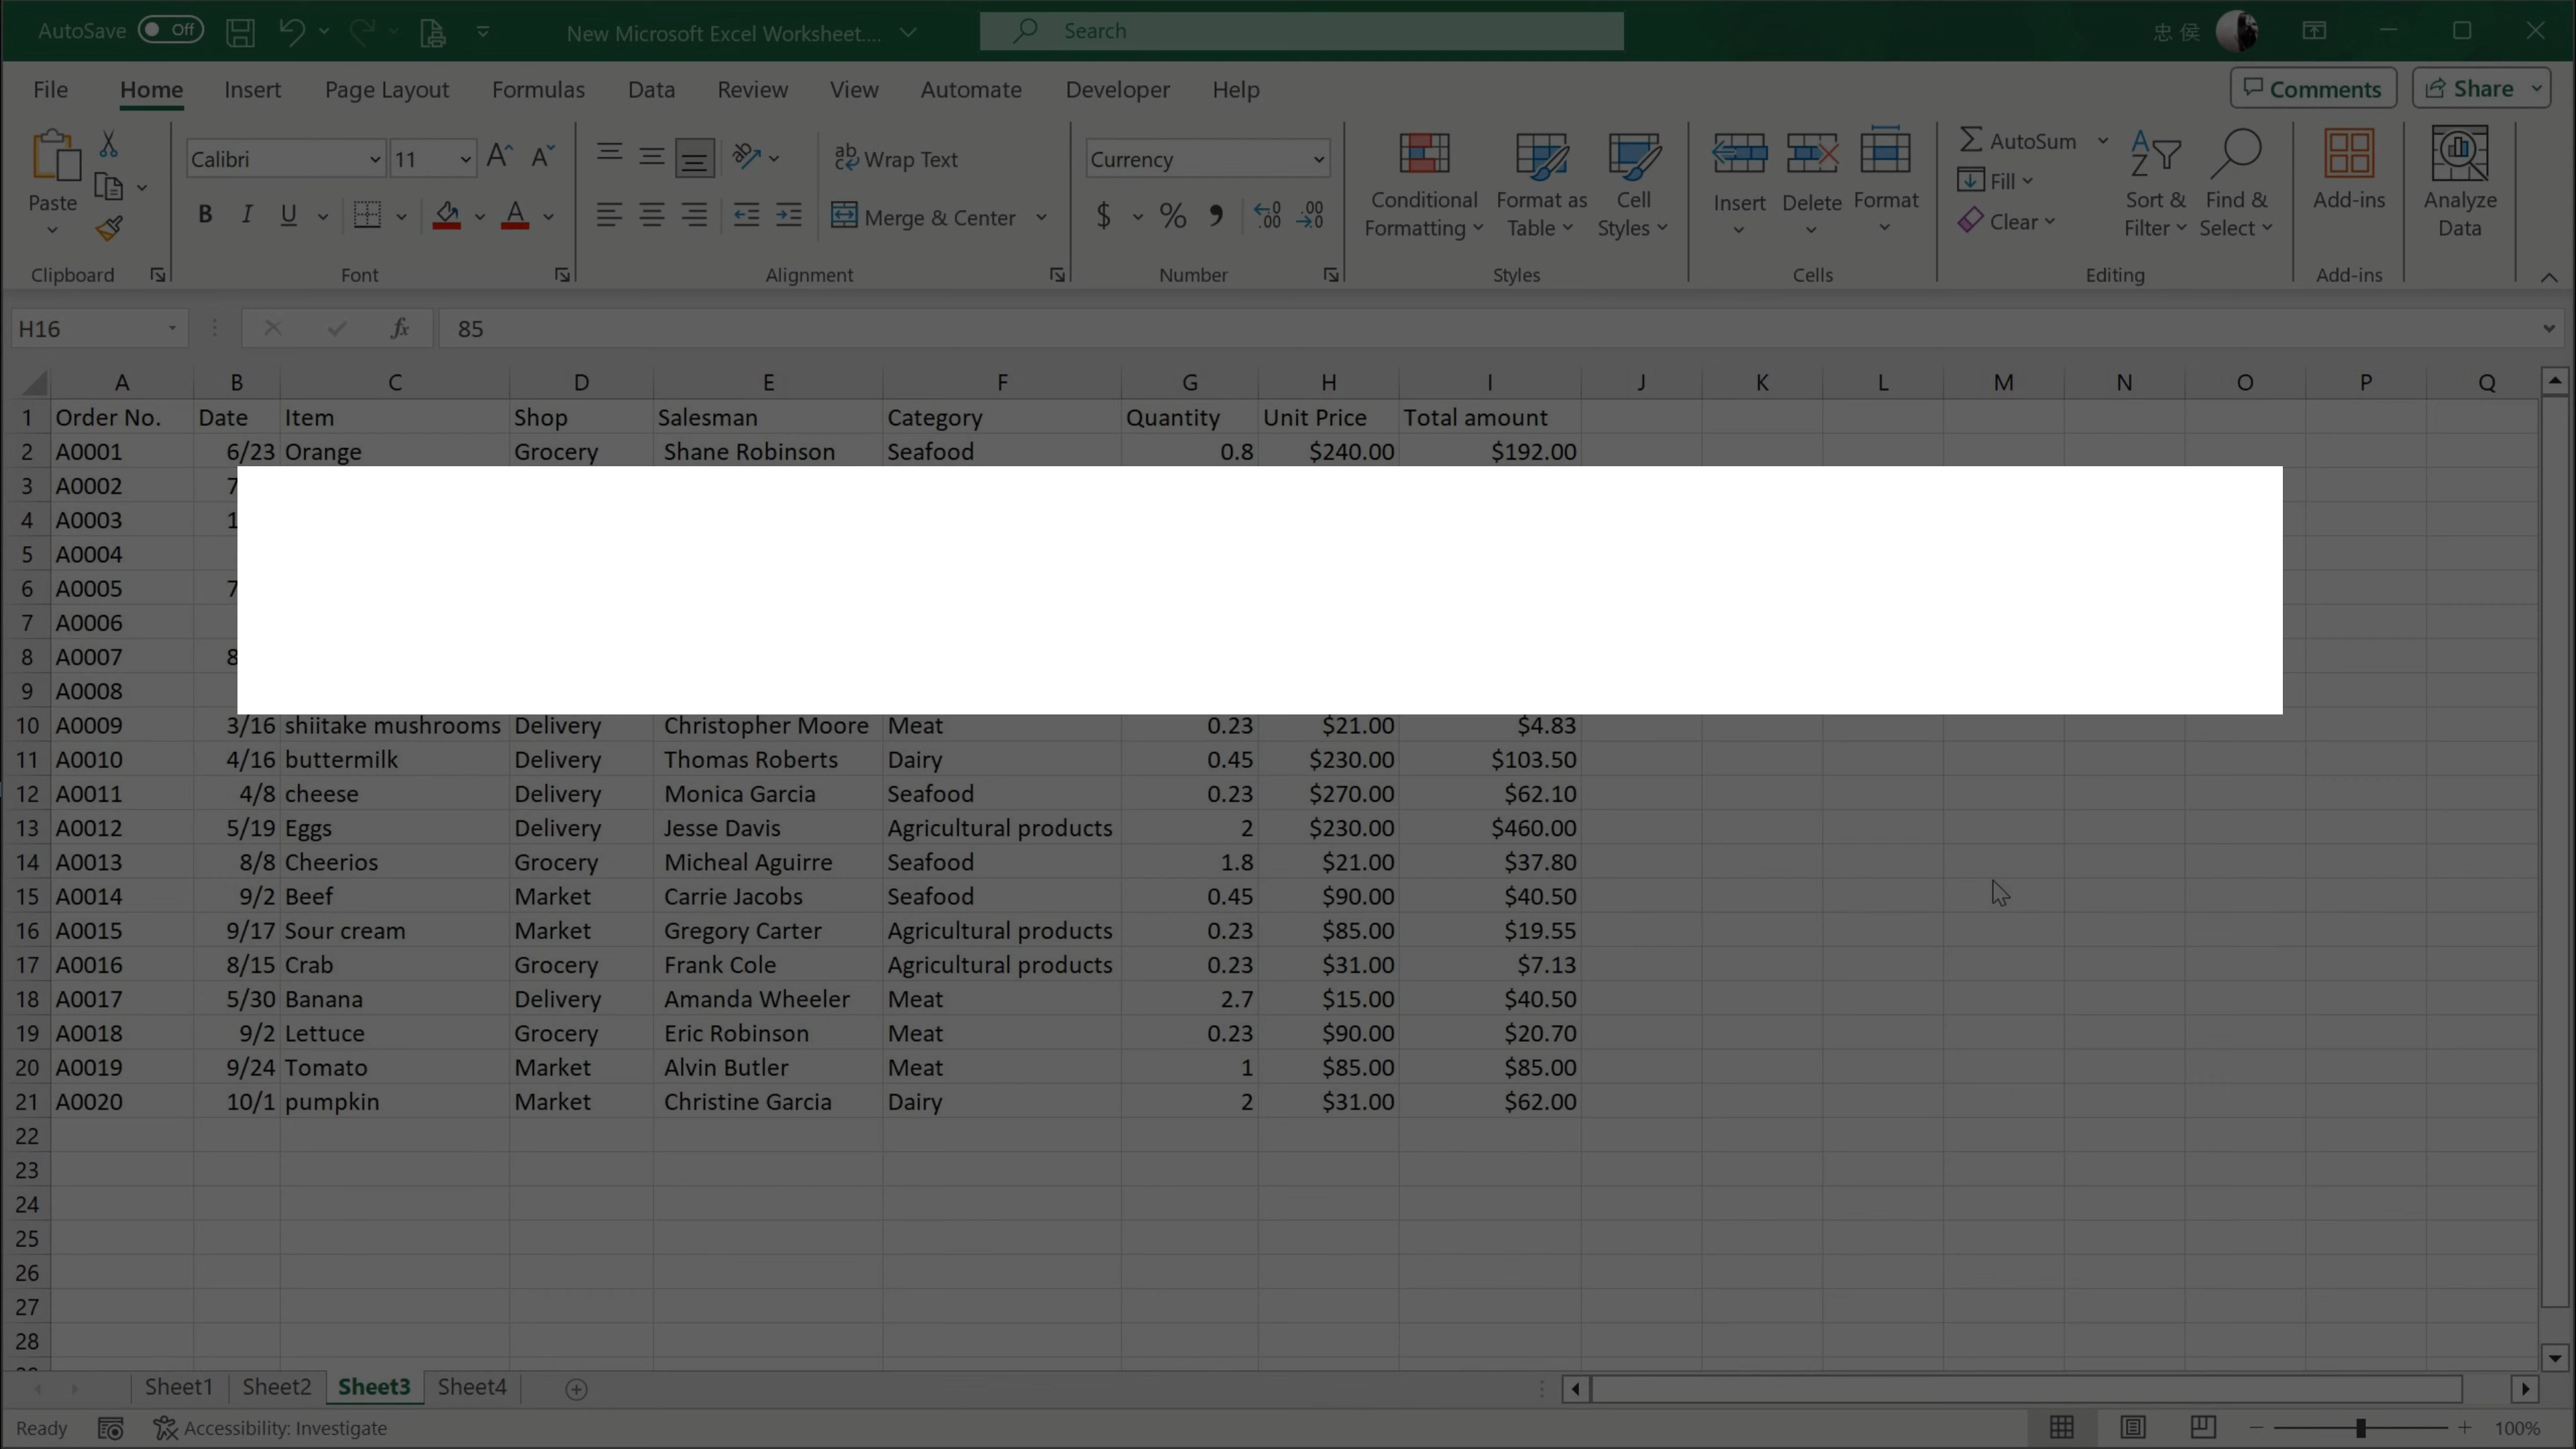 AutoSave Off New Microsoft Excel Worksheet.... Search 忠 侯
File Home Insert Page Layout Formulas Data Review View Automate Developer Help Comments Share
Paste Calibri 11 Wrap Text Currency Conditional Formatting Format as Table Cell Styles Insert Delete Format AutoSum Sort & Filter Find & Select Add-ins Analyze Data
B I U Merge & Center $ % Fill
Clear
Clipboard Font Alignment Number Styles Cells Editing Add-ins
H16 fx 85
A B C D E F G H I J K L M N O P Q
1 Order No. Date Item Shop Salesman Category Quantity Unit Price Total amount
2 A0001 6/23 Orange Grocery Shane Robinson Seafood 0.8 $240.00 $192.00
3 A0002
4 A0003
5 A0004
6 A0005
7 A0006
8 A0007
9 A0008
10 A0009 3/16 shiitake mushrooms Delivery Christopher Moore Meat 0.23 $21.00 $4.83
11 A0010 4/16 buttermilk Delivery Thomas Roberts Dairy 0.45 $230.00 $103.50
12 A0011 4/8 cheese Delivery Monica Garcia Seafood 0.23 $270.00 $62.10
13 A0012 5/19 Eggs Delivery Jesse Davis Agricultural products 2 $230.00 $460.00
14 A0013 8/8 Cheerios Grocery Micheal Aguirre Seafood 1.8 $21.00 $37.80
15 A0014 9/2 Beef Market Carrie Jacobs Seafood 0.45 $90.00 $40.50
16 A0015 9/17 Sour cream Market Gregory Carter Agricultural products 0.23 $85.00 $19.55
17 A0016 8/15 Crab Grocery Frank Cole Agricultural products 0.23 $31.00 $7.13
18 A0017 5/30 Banana Delivery Amanda Wheeler Meat 2.7 $15.00 $40.50
19 A0018 9/2 Lettuce Grocery Eric Robinson Meat 0.23 $90.00 $20.70
20 A0019 9/24 Tomato Market Alvin Butler Meat 1 $85.00 $85.00
21 A0020 10/1 pumpkin Market Christine Garcia Dairy 2 $31.00 $62.00
22
23
24
25
26
27
28
Sheet1 Sheet2 Sheet3 Sheet4
Ready Accessibility: Investigate 100%